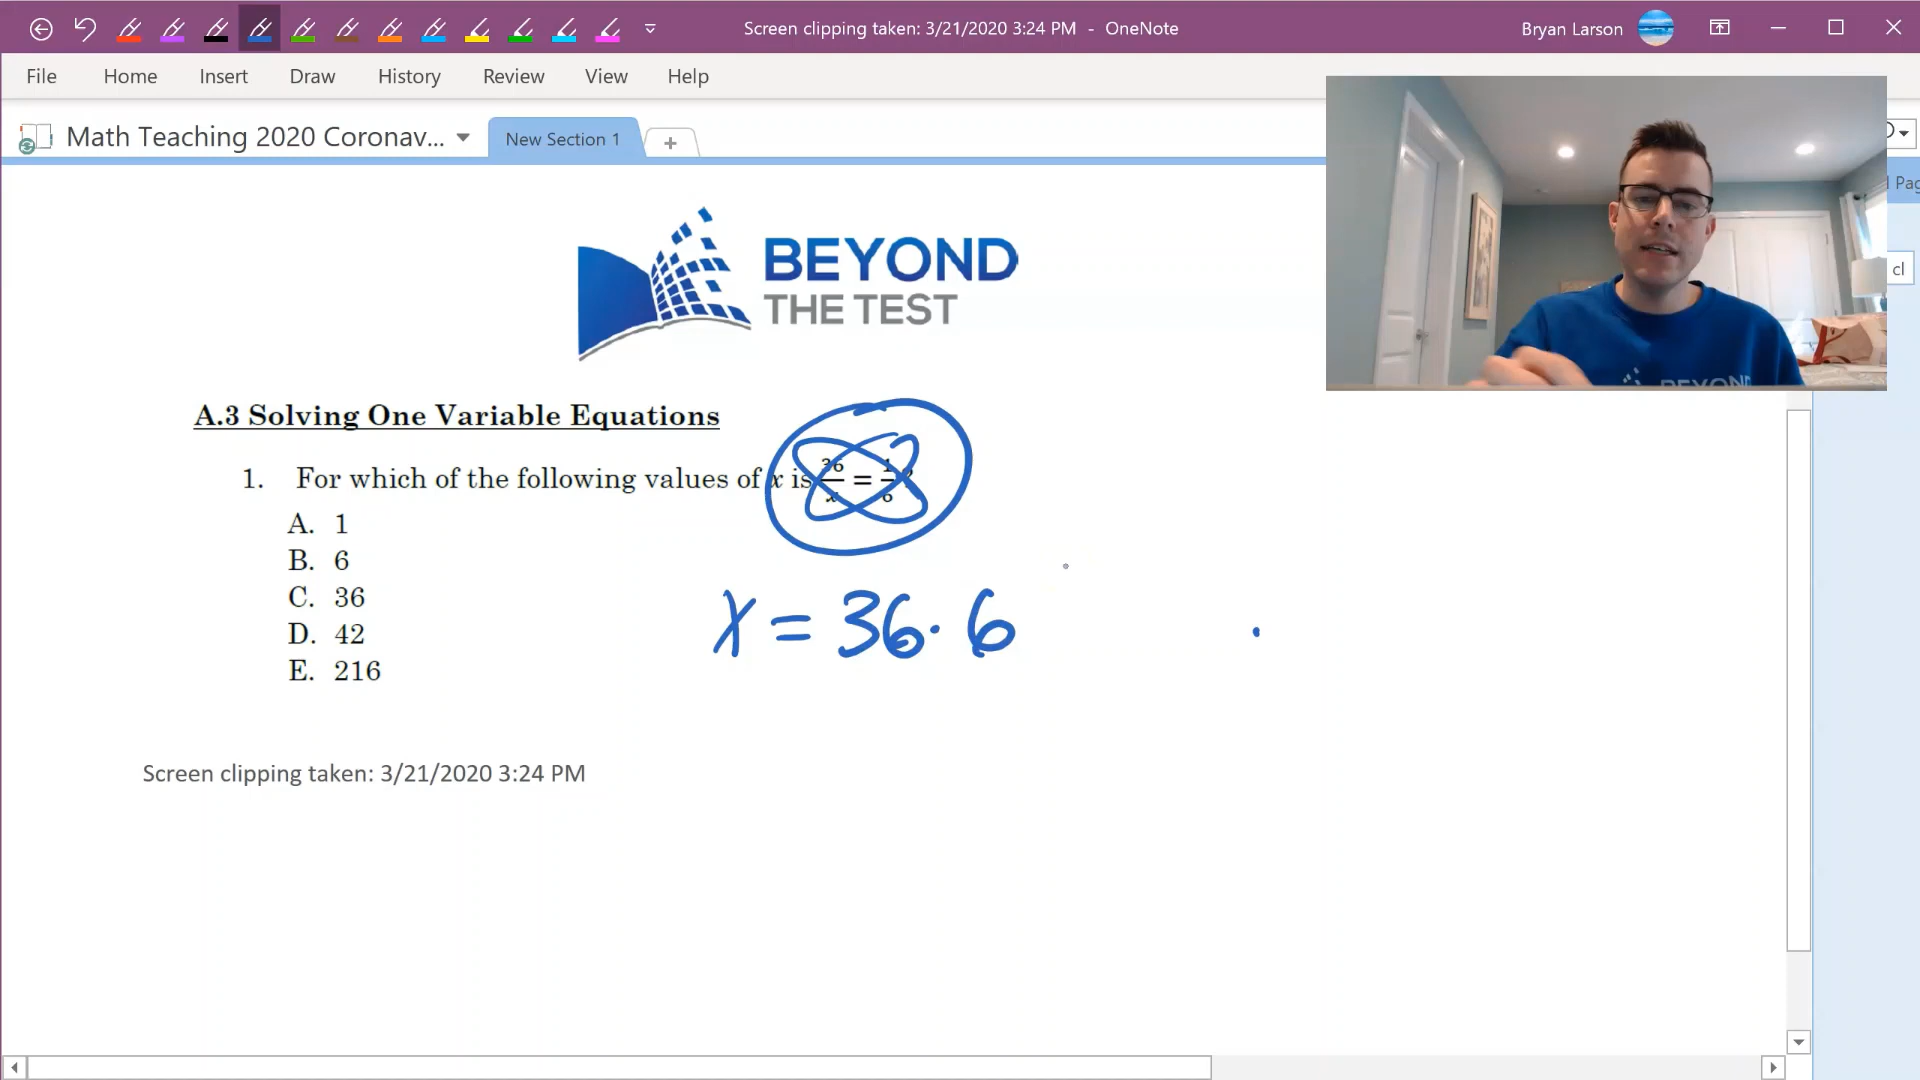 Screen clipping taken: 3/21/2020 3:24 PM - OneNote
Bryan Larson
File Home Insert Draw History Review View Help
Math Teaching 2020 Coronav...
New Section 1
BEYOND
THE TEST
A.3 Solving One Variable Equations
1. For which of the following values of x is 36/x = 1/6 ?
A. 1
B. 6
C. 36
D. 42
E. 216
x = 36 · 6
Screen clipping taken: 3/21/2020 3:24 PM
Pag
cl
BEYOND